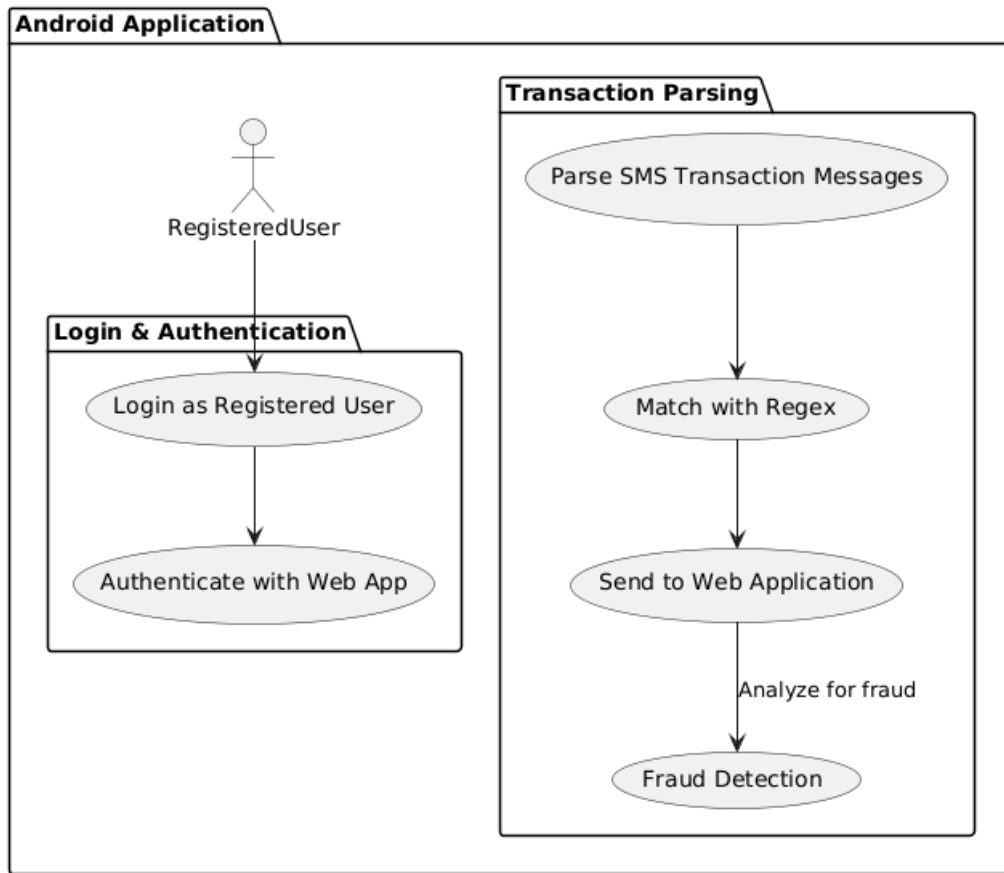 Android Application
RegisteredUser
Login & Authentication
Login as Registered User
Authenticate with Web App
Transaction Parsing
Parse SMS Transaction Messages
Match with Regex
Send to Web Application
Analyze for fraud
Fraud Detection